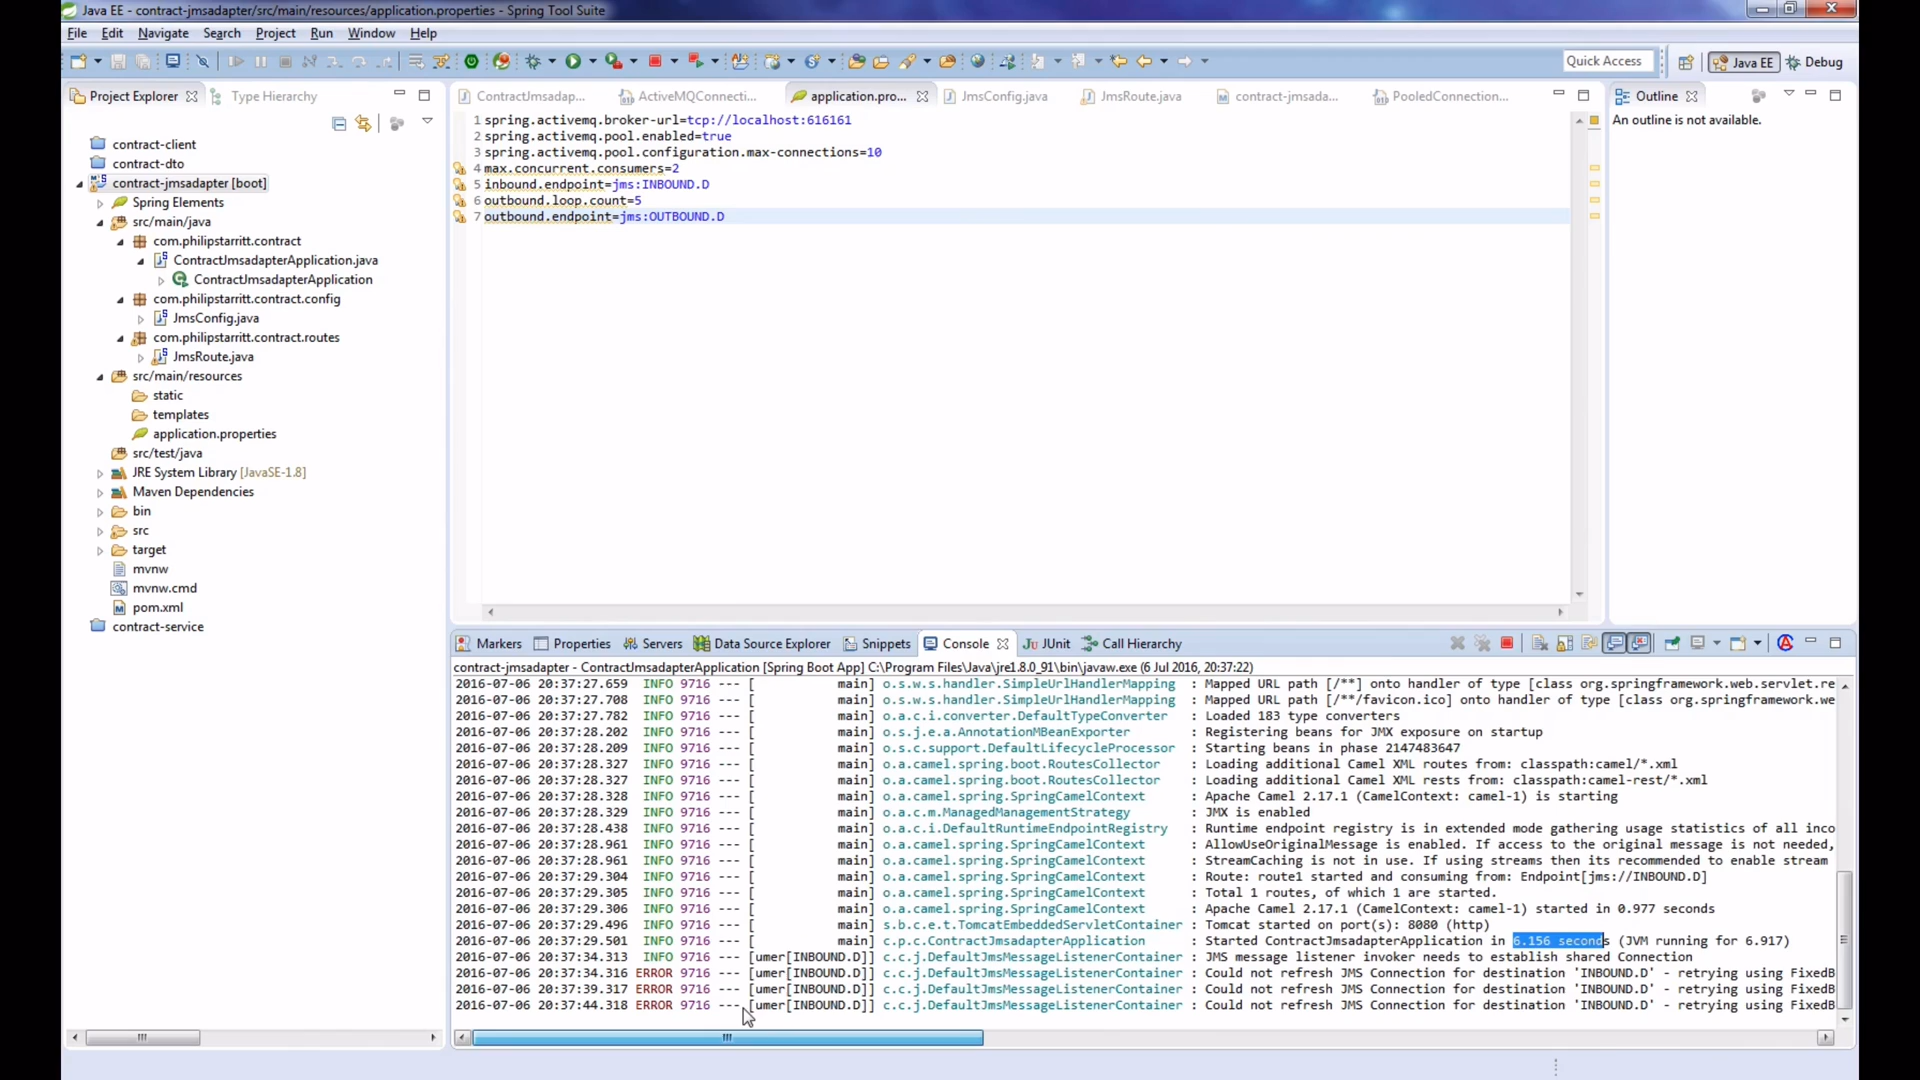 Java EE - contract-jmsadapter/src/main/resources/application.properties - Spring Tool Suite
File Edit Navigate Search Project Run Window Help
Quick Access
Java EE
Debug
Project Explorer
Type Hierarchy
contract-client
contract-dto
contract-jmsadapter [boot]
Spring Elements
src/main/java
com.philipstarritt.contract
ContractJmsadapterApplication.java
ContractJmsadapterApplication
com.philipstarritt.contract.config
JmsConfig.java
com.philipstarritt.contract.routes
JmsRoute.java
src/main/resources
static
templates
application.properties
src/test/java
JRE System Library [JavaSE-1.8]
Maven Dependencies
bin
src
target
mvnw
mvnw.cmd
pom.xml
contract-service
ContractJmsadap...
ActiveMQConnecti...
application.pro...
JmsConfig.java
JmsRoute.java
contract-jmsada...
PooledConnection...
1 spring.activemq.broker-url=tcp://localhost:616161
2 spring.activemq.pool.enabled=true
3 spring.activemq.pool.configuration.max-connections=10
4 max.concurrent.consumers=2
5 inbound.endpoint=jms:INBOUND.D
6 outbound.loop.count=5
7 outbound.endpoint=jms:OUTBOUND.D
Outline
An outline is not available.
Markers Properties Servers Data Source Explorer Snippets Console JUnit Call Hierarchy
contract-jmsadapter - ContractJmsadapterApplication [Spring Boot App] C:\Program Files\Java\jre1.8.0_91\bin\javaw.exe (6 Jul 2016, 20:37:22)
2016-07-06 20:37:27.659 INFO 9716 --- [ main] o.s.w.s.handler.SimpleUrlHandlerMapping : Mapped URL path [/**] onto handler of type [class org.springframework.web.servlet.re
2016-07-06 20:37:27.708 INFO 9716 --- [ main] o.s.w.s.handler.SimpleUrlHandlerMapping : Mapped URL path [/**/favicon.ico] onto handler of type [class org.springframework.we
2016-07-06 20:37:27.782 INFO 9716 --- [ main] o.a.c.i.converter.DefaultTypeConverter : Loaded 183 type converters
2016-07-06 20:37:28.202 INFO 9716 --- [ main] o.s.j.e.a.AnnotationMBeanExporter : Registering beans for JMX exposure on startup
2016-07-06 20:37:28.209 INFO 9716 --- [ main] o.s.c.support.DefaultLifecycleProcessor : Starting beans in phase 2147483647
2016-07-06 20:37:28.327 INFO 9716 --- [ main] o.a.camel.spring.boot.RoutesCollector : Loading additional Camel XML routes from: classpath:camel/*.xml
2016-07-06 20:37:28.327 INFO 9716 --- [ main] o.a.camel.spring.boot.RoutesCollector : Loading additional Camel XML rests from: classpath:camel-rest/*.xml
2016-07-06 20:37:28.328 INFO 9716 --- [ main] o.a.camel.spring.SpringCamelContext : Apache Camel 2.17.1 (CamelContext: camel-1) is starting
2016-07-06 20:37:28.329 INFO 9716 --- [ main] o.a.c.m.ManagedManagementStrategy : JMX is enabled
2016-07-06 20:37:28.438 INFO 9716 --- [ main] o.a.c.i.DefaultRuntimeEndpointRegistry : Runtime endpoint registry is in extended mode gathering usage statistics of all inco
2016-07-06 20:37:28.961 INFO 9716 --- [ main] o.a.camel.spring.SpringCamelContext : AllowUseOriginalMessage is enabled. If access to the original message is not needed,
2016-07-06 20:37:28.961 INFO 9716 --- [ main] o.a.camel.spring.SpringCamelContext : StreamCaching is not in use. If using streams then its recommended to enable stream
2016-07-06 20:37:29.304 INFO 9716 --- [ main] o.a.camel.spring.SpringCamelContext : Route: route1 started and consuming from: Endpoint[jms://INBOUND.D]
2016-07-06 20:37:29.305 INFO 9716 --- [ main] o.a.camel.spring.SpringCamelContext : Total 1 routes, of which 1 are started.
2016-07-06 20:37:29.306 INFO 9716 --- [ main] o.a.camel.spring.SpringCamelContext : Apache Camel 2.17.1 (CamelContext: camel-1) started in 0.977 seconds
2016-07-06 20:37:29.496 INFO 9716 --- [ main] s.b.c.e.t.TomcatEmbeddedServletContainer : Tomcat started on port(s): 8080 (http)
2016-07-06 20:37:29.501 INFO 9716 --- [ main] c.p.c.ContractJmsadapterApplication : Started ContractJmsadapterApplication in 6.156 seconds (JVM running for 6.917)
2016-07-06 20:37:34.313 INFO 9716 --- [umer[INBOUND.D]] c.c.j.DefaultJmsMessageListenerContainer : JMS message listener invoker needs to establish shared Connection
2016-07-06 20:37:34.316 ERROR 9716 --- [umer[INBOUND.D]] c.c.j.DefaultJmsMessageListenerContainer : Could not refresh JMS Connection for destination 'INBOUND.D' - retrying using FixedB
2016-07-06 20:37:39.317 ERROR 9716 --- [umer[INBOUND.D]] c.c.j.DefaultJmsMessageListenerContainer : Could not refresh JMS Connection for destination 'INBOUND.D' - retrying using FixedB
2016-07-06 20:37:44.318 ERROR 9716 --- [umer[INBOUND.D]] c.c.j.DefaultJmsMessageListenerContainer : Could not refresh JMS Connection for destination 'INBOUND.D' - retrying using FixedB